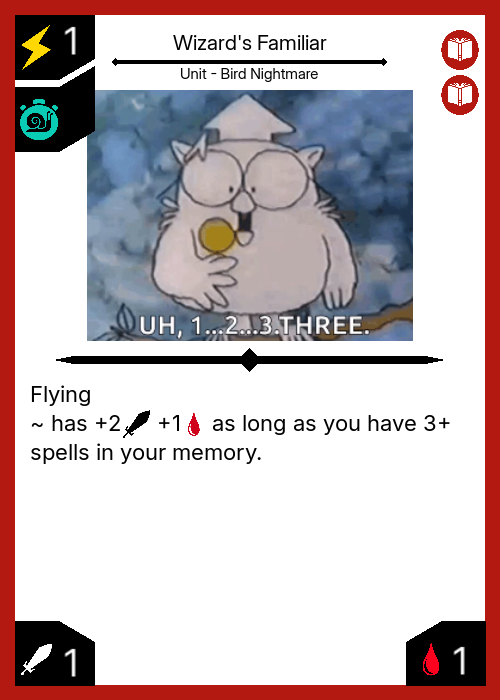 1
Wizard's Familiar
Unit - Bird Nightmare
UH, 1...2...3.THREE.
Flying
~ has +2 +1 as long as you have 3+
spells in your memory.
1
1